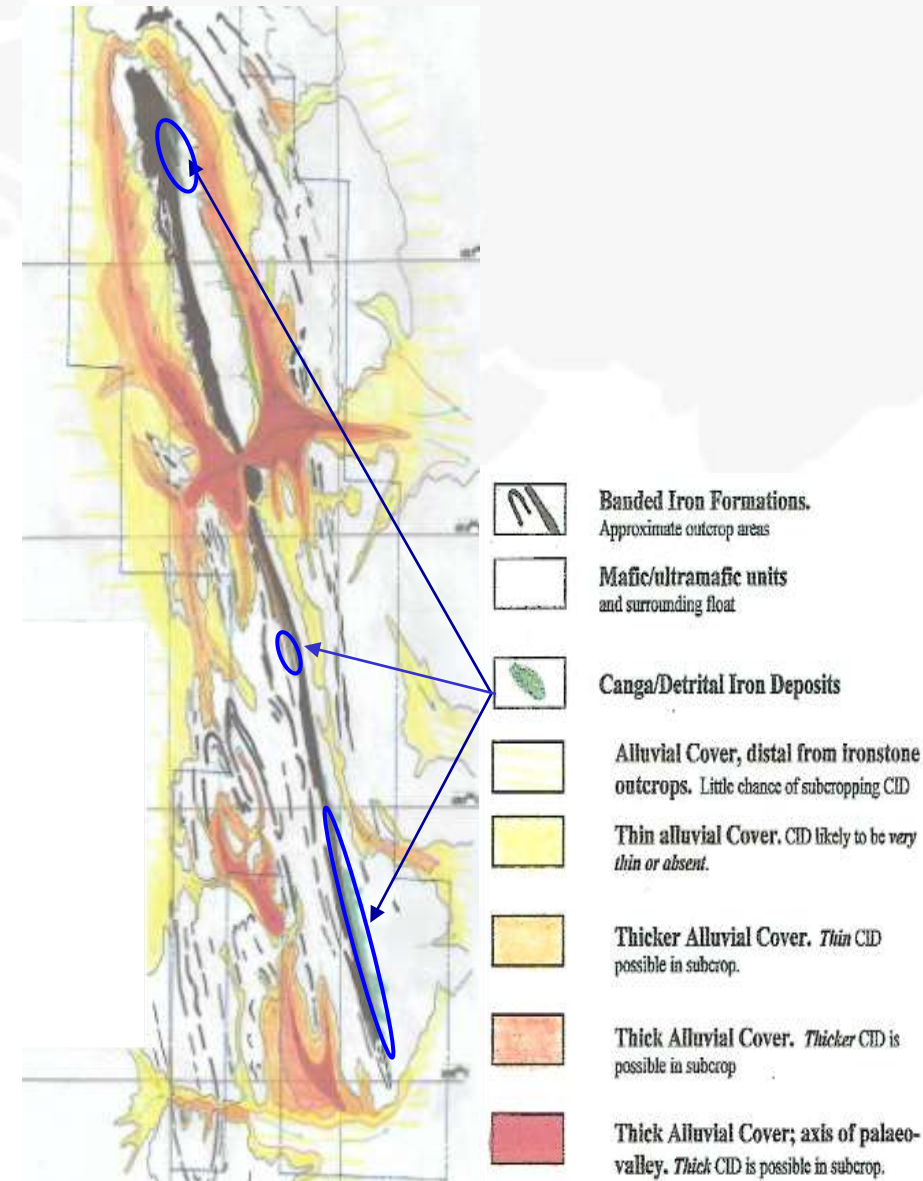 Banded Iron Formations.
Approximate outcrop areas
Mafic/ultramafic units
and surrounding float
Canga/Detrital Iron Deposits
Alluvial Cover, distal from ironstone
outcrops. Little chance of subcropping CID
Thin alluvial Cover. CID likely to be very
thin or absent.
Thicker Alluvial Cover. Thin CID
possible in subcrop.
Thick Alluvial Cover. Thicker CID is
possible in subcrop
Thick Alluvial Cover; axis of palaeo-
valley. Thick CID is possible in subcrop.